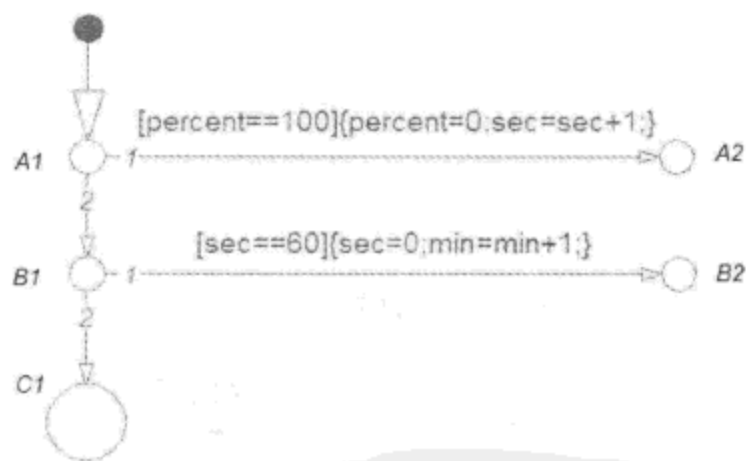 [percent==100]{percent=0;sec=sec+1;}
A1 1 A2
2
[sec==60]{sec=0;min=min+1;}
B1 1 B2
2
C1